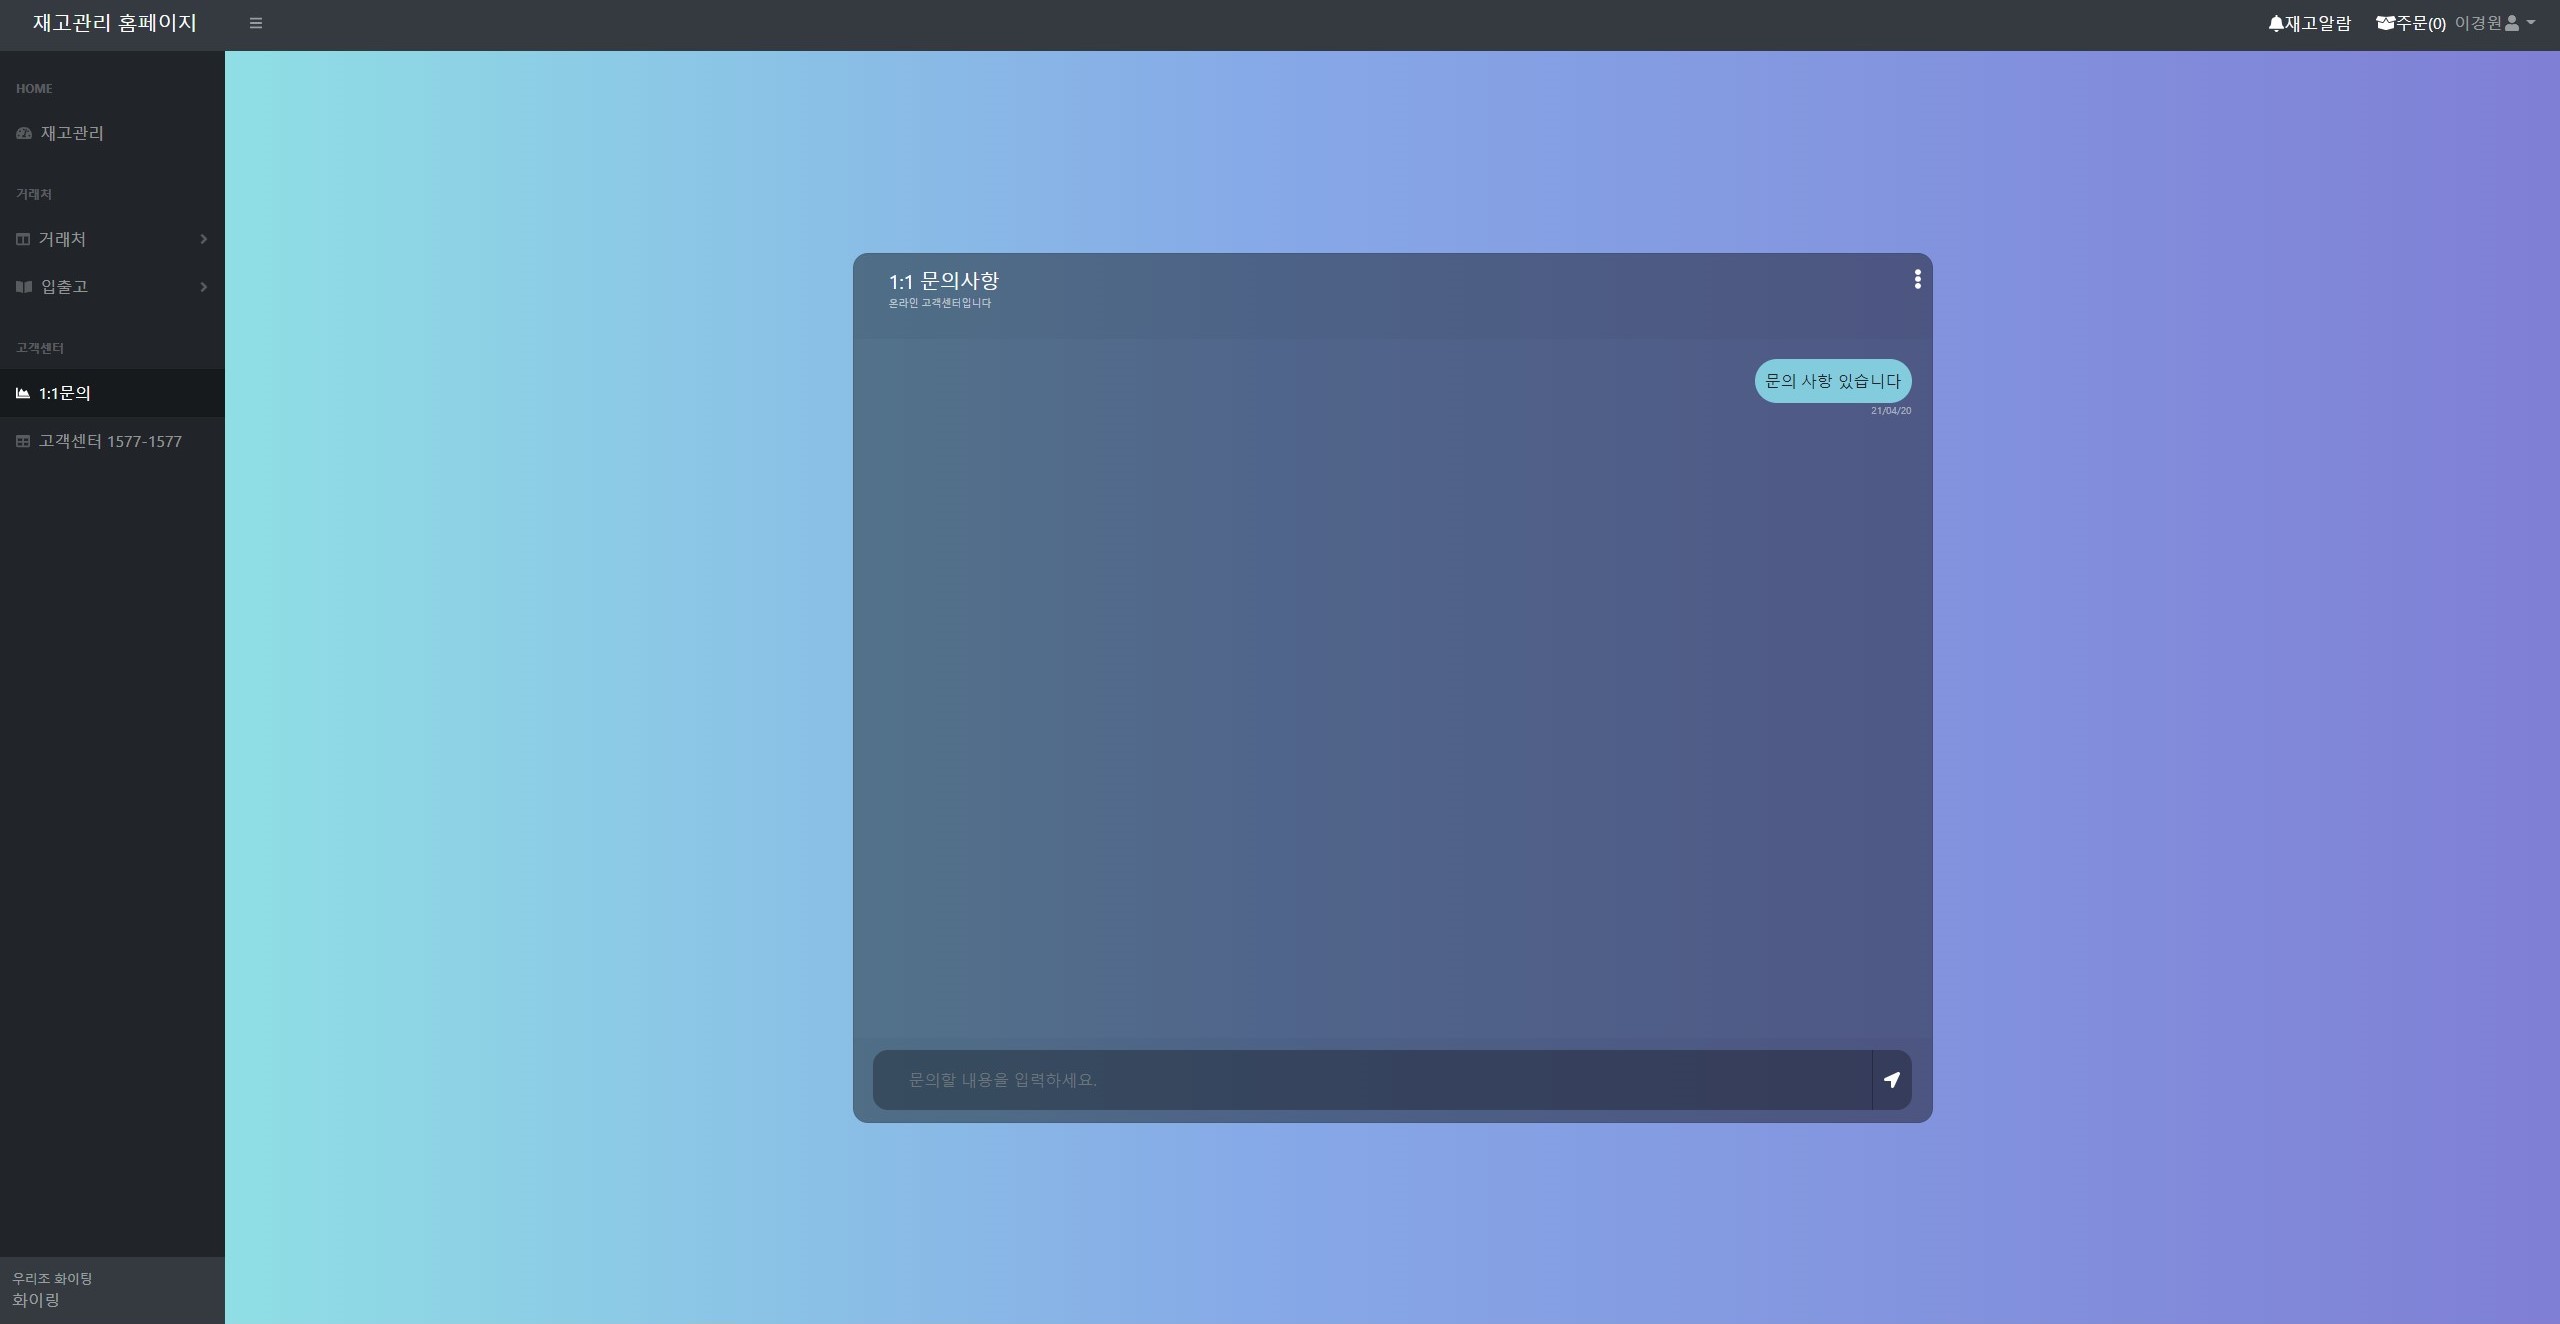 재고관리 홈페이지
재고알람 주문(0) 이경원
HOME
재고관리
거래처
거래처
입출고
고객센터
1:1문의
고객센터 1577-1577
우리조 화이팅
화이링
1:1 문의사항
온라인 고객센터입니다
문의 사항 있습니다
21/04/20
문의할 내용을 입력하세요.